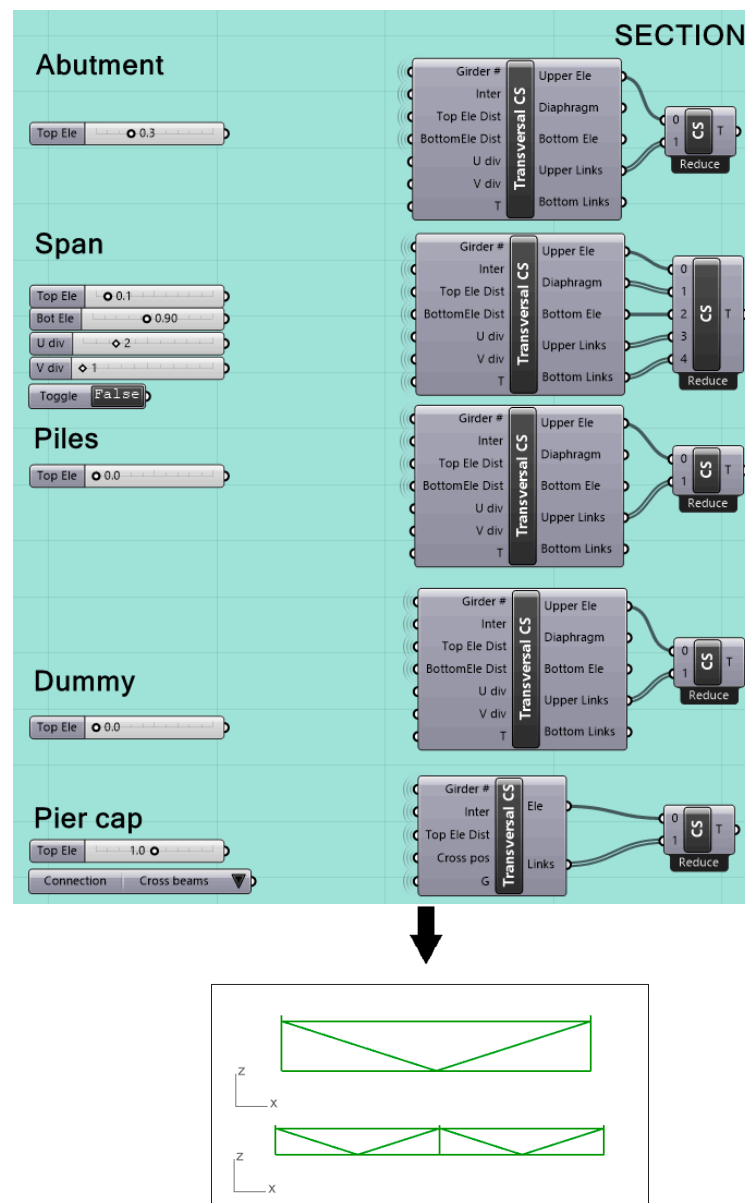 SECTION
Abutment
Top Ele 0.3
Girder #
Inter
Top Ele Dist
BottomEle Dist
U div
V div
T
Transversal CS
Upper Ele
Diaphragm
Bottom Ele
Upper Links
Bottom Links
0
1
CS
T
Reduce
Span
Top Ele 0.1
Bot Ele 0.90
U div 2
V div 1
Toggle False
Girder #
Inter
Top Ele Dist
BottomEle Dist
U div
V div
T
Transversal CS
Upper Ele
Diaphragm
Bottom Ele
Upper Links
Bottom Links
0
1
2
3
4
CS
T
Reduce
Piles
Top Ele 0.0
Girder #
Inter
Top Ele Dist
BottomEle Dist
U div
V div
T
Transversal CS
Upper Ele
Diaphragm
Bottom Ele
Upper Links
Bottom Links
0
1
CS
T
Reduce
Dummy
Top Ele 0.0
Girder #
Inter
Top Ele Dist
BottomEle Dist
U div
V div
T
Transversal CS
Upper Ele
Diaphragm
Bottom Ele
Upper Links
Bottom Links
0
1
CS
T
Reduce
Pier cap
Top Ele 1.0
Connection Cross beams
Girder #
Inter
Top Ele Dist
Cross pos
G
Transversal CS
Ele
Links
0
1
CS
T
Reduce
z
x
z
x